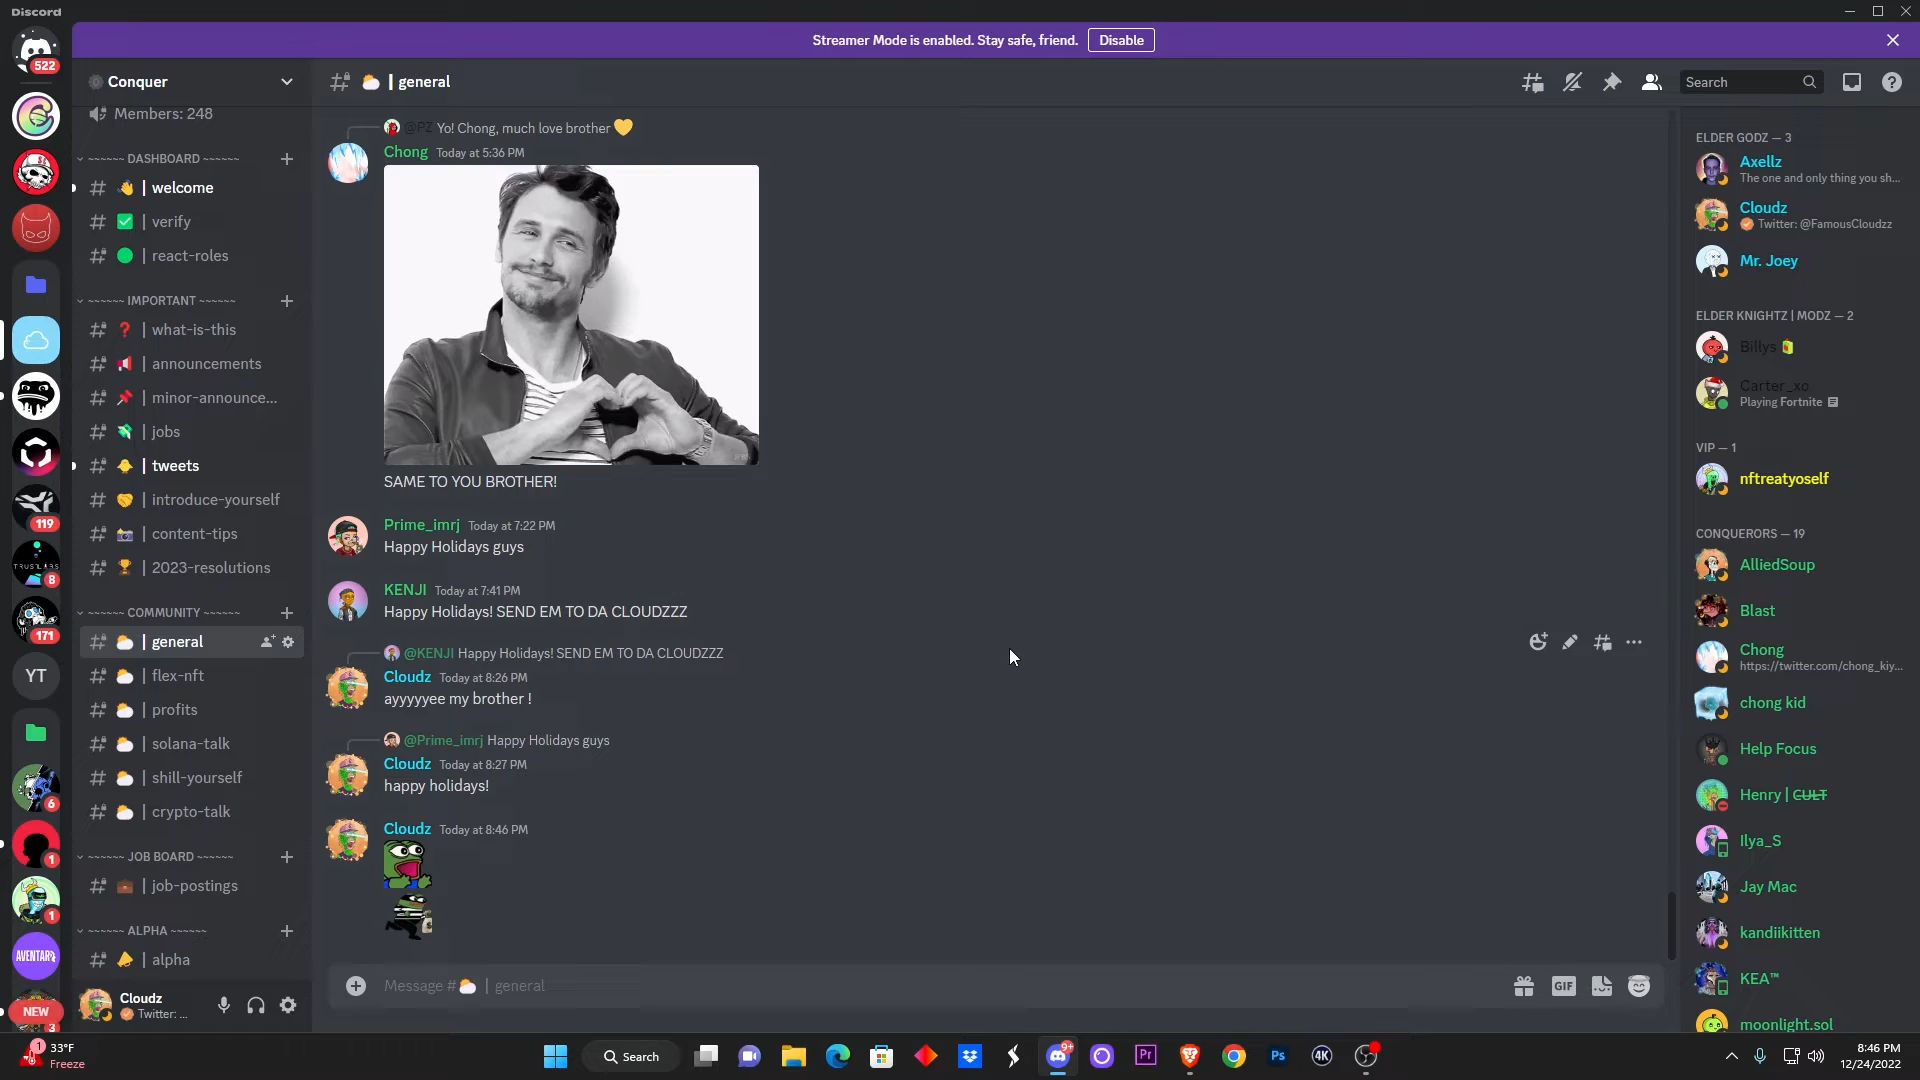 Discord
Streamer Mode is enabled. Stay safe, friend. Disable
522
Conquer
Members: 248
~~~~~~ DASHBOARD ~~~~~~
| welcome
| verify
| react-roles
~~~~~~ IMPORTANT ~~~~~~
| what-is-this
| announcements
| minor-announce...
| jobs
| tweets
| introduce-yourself
| content-tips
| 2023-resolutions
~~~~~~ COMMUNITY ~~~~~~
| general
| flex-nft
| profits
| solana-talk
| shill-yourself
| crypto-talk
~~~~~~ JOB BOARD ~~~~~~
| job-postings
~~~~~~ ALPHA ~~~~~~
| alpha
119
8
171
YT
6
1
1
AVENTAR
NEW
3
Cloudz
Twitter: ...
| general
Search
@PZ Yo! Chong, much love brother 💛
Chong Today at 5:36 PM
SAME TO YOU BROTHER!
Prime_imrj Today at 7:22 PM
Happy Holidays guys
KENJI Today at 7:41 PM
Happy Holidays! SEND EM TO DA CLOUDZZZ
@KENJI Happy Holidays! SEND EM TO DA CLOUDZZZ
Cloudz Today at 8:26 PM
ayyyyyee my brother !
@Prime_imrj Happy Holidays guys
Cloudz Today at 8:27 PM
happy holidays!
Cloudz Today at 8:46 PM
Message # | general
GIF
ELDER GODZ — 3
Axellz
The one and only thing you sh...
Cloudz
Twitter: @FamousCloudzz
Mr. Joey
ELDER KNIGHTZ | MODZ — 2
Billys
Carter_xo
Playing Fortnite
VIP — 1
nftreatyoself
CONQUERORS — 19
AlliedSoup
Blast
Chong
https://twitter.com/chong_kiy...
chong kid
Help Focus
Henry | CULT
Ilya_S
Jay Mac
kandiikitten
KEA™
moonlight.sol
1
33°F
Freeze
Search
9+
Pr
Ps
4K
8:46 PM
12/24/2022